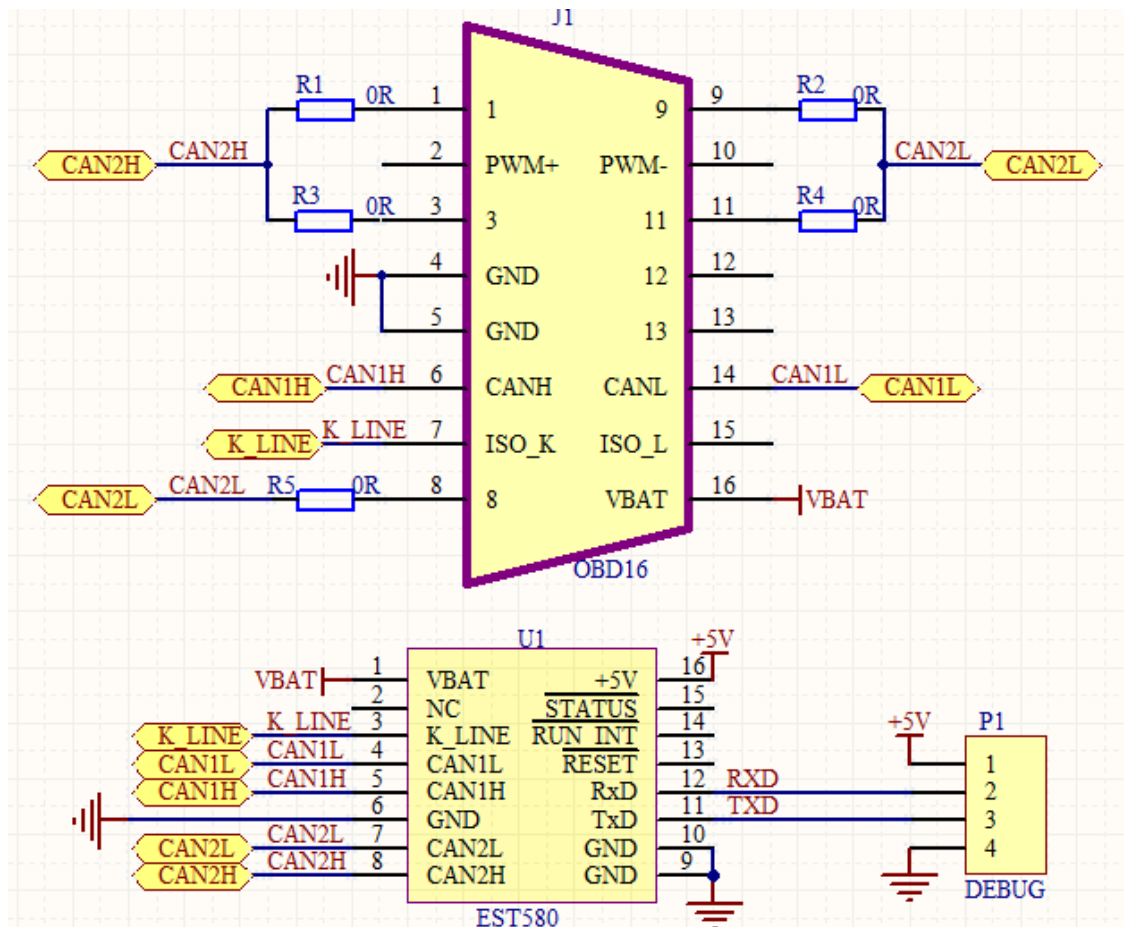 J1
R1 0R 1 1 9 9 R2 0R
CAN2H CAN2H 2 PWM+ PWM- 10 CAN2L CAN2L
R3 0R 3 3 11 11 R4 0R
4 GND 12 12
5 GND 13 13
CAN1H CAN1H 6 CANH CANL 14 CAN1L CAN1L
K_LINE K_LINE 7 ISO_K ISO_L 15
CAN2L CAN2L R5 0R 8 8 VBAT 16 VBAT
OBD16
U1
VBAT 1 VBAT +5V 16 +5V
2 NC STATUS 15
K_LINE K_LINE 3 K_LINE RUN_INT 14
CAN1L CAN1L 4 CAN1L RESET 13
CAN1H CAN1H 5 CAN1H RxD 12 RXD
6 GND TxD 11 TXD
CAN2L CAN2L 7 CAN2L GND 10
CAN2H CAN2H 8 CAN2H GND 9
EST580
+5V P1
1
2
3
4
DEBUG